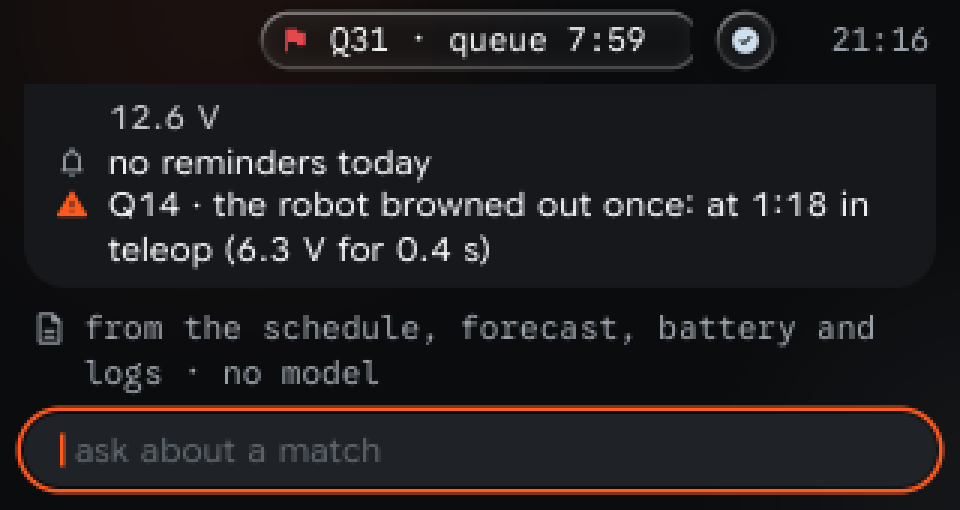 Q31 · queue 7:59
21:16
12.6 V
no reminders today
Q14 · the robot browned out once: at 1:18 in
teleop (6.3 V for 0.4 s)
from the schedule, forecast, battery and
logs · no model
ask about a match